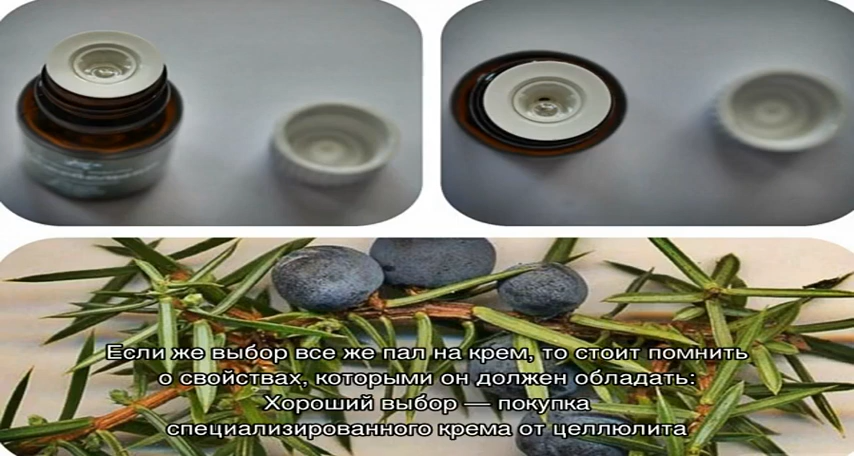 Если же выбор все же пал на крем, то стоит помнить
о свойствах, которыми он должен обладать:
Хороший выбор — покупка
специализированного крема от целлюлита